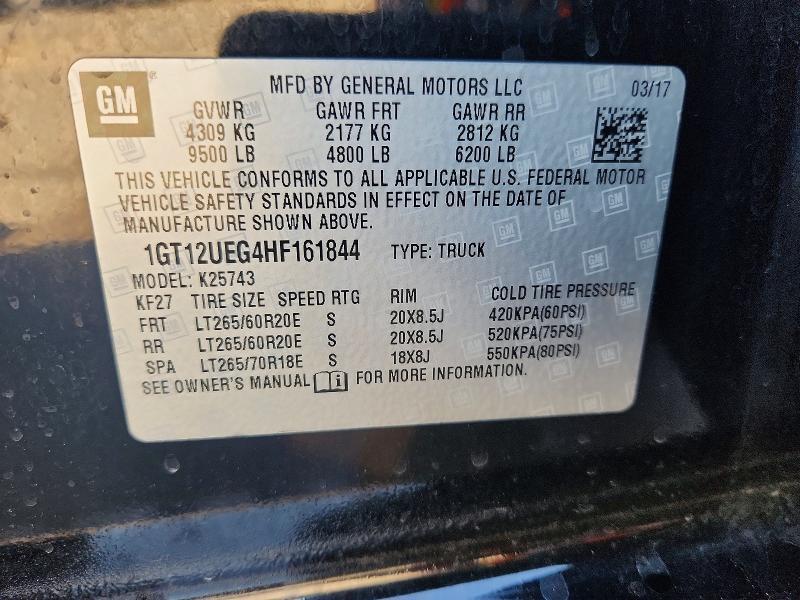 GM
MFD BY GENERAL MOTORS LLC 03/17
GVWR GAWR FRT GAWR RR
4309 KG 2177 KG 2812 KG
9500 LB 4800 LB 6200 LB
THIS VEHICLE CONFORMS TO ALL APPLICABLE U.S. FEDERAL MOTOR
VEHICLE SAFETY STANDARDS IN EFFECT ON THE DATE OF
MANUFACTURE SHOWN ABOVE.
1GT12UEG4HF161844 TYPE: TRUCK
MODEL: K25743
KF27 TIRE SIZE SPEED RTG RIM COLD TIRE PRESSURE
FRT LT265/60R20E S 20X8.5J 420KPA(60PSI)
RR LT265/60R20E S 20X8.5J 520KPA(75PSI)
SPA LT265/70R18E S 18X8J 550KPA(80PSI)
SEE OWNER'S MANUAL FOR MORE INFORMATION.